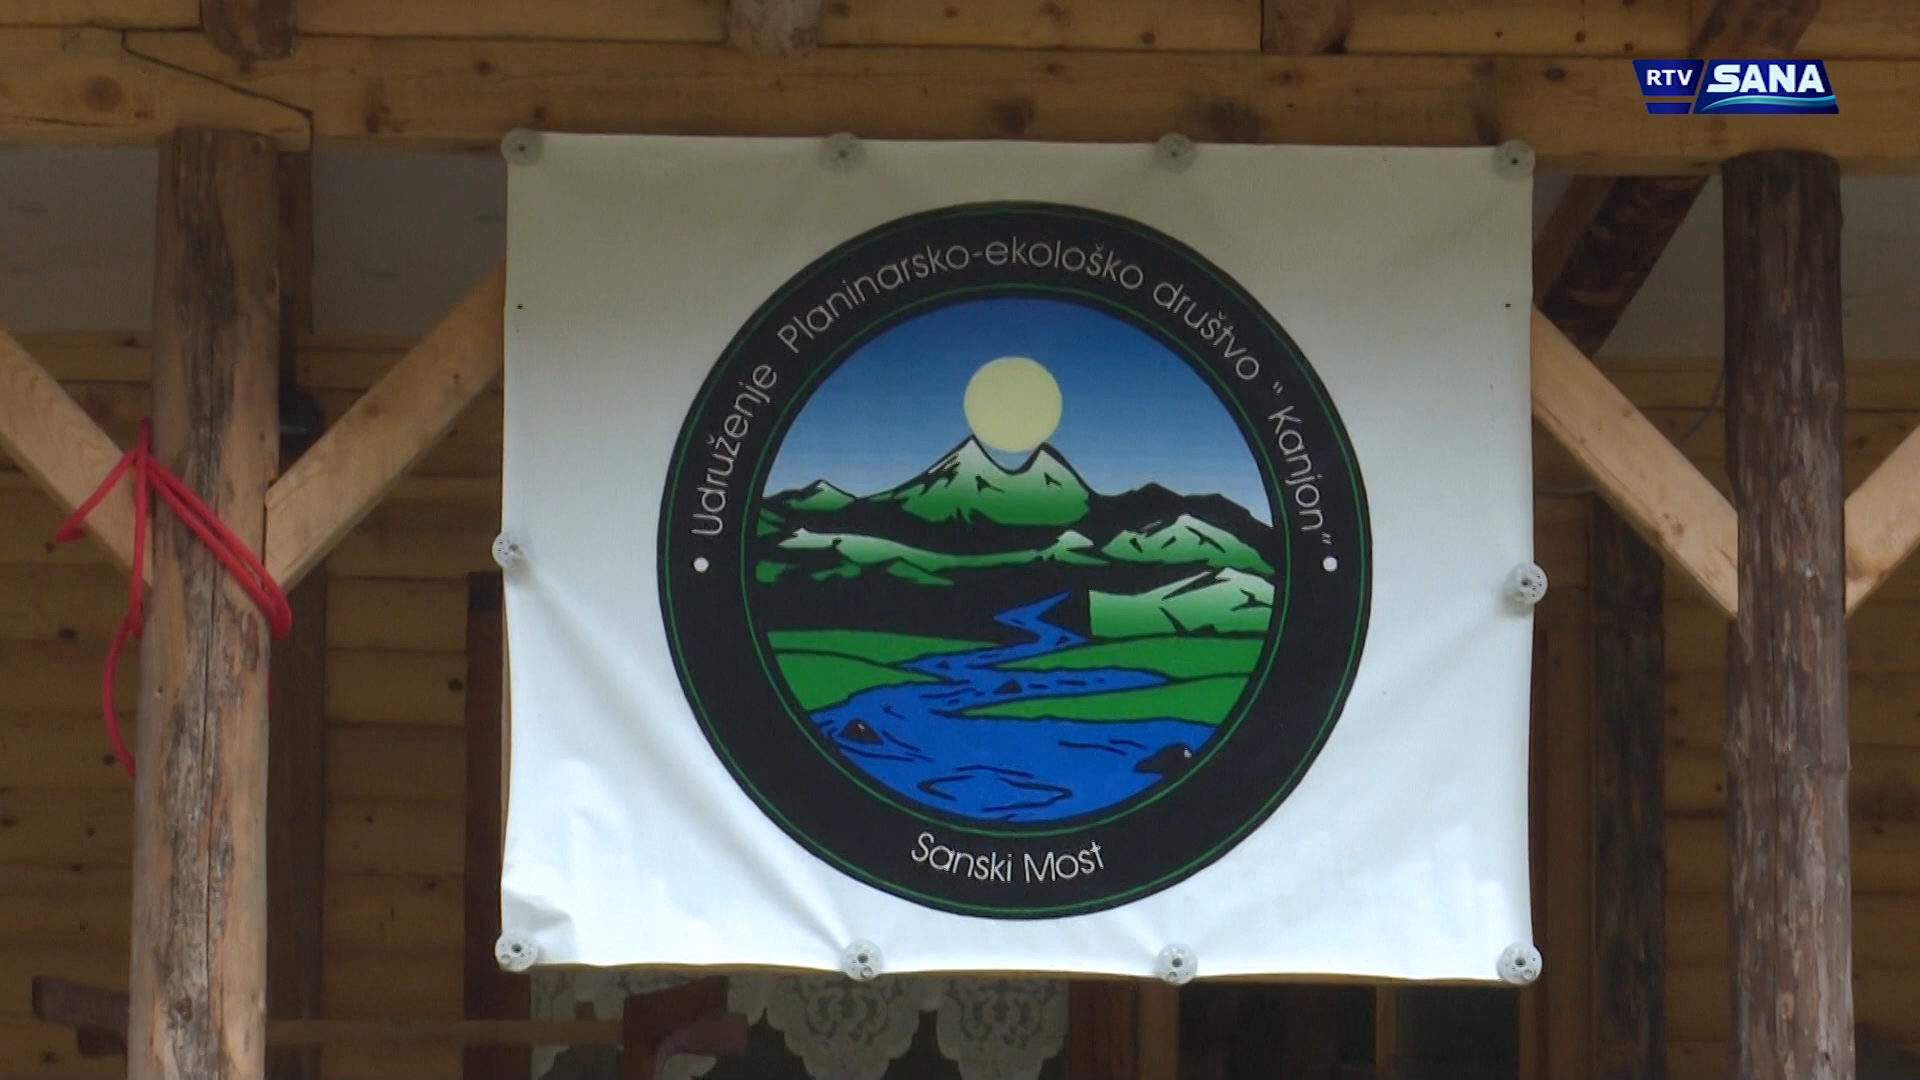 RTV SANA
Udruženje Planinarsko-ekološko društvo "Kanjon"
Sanski Most